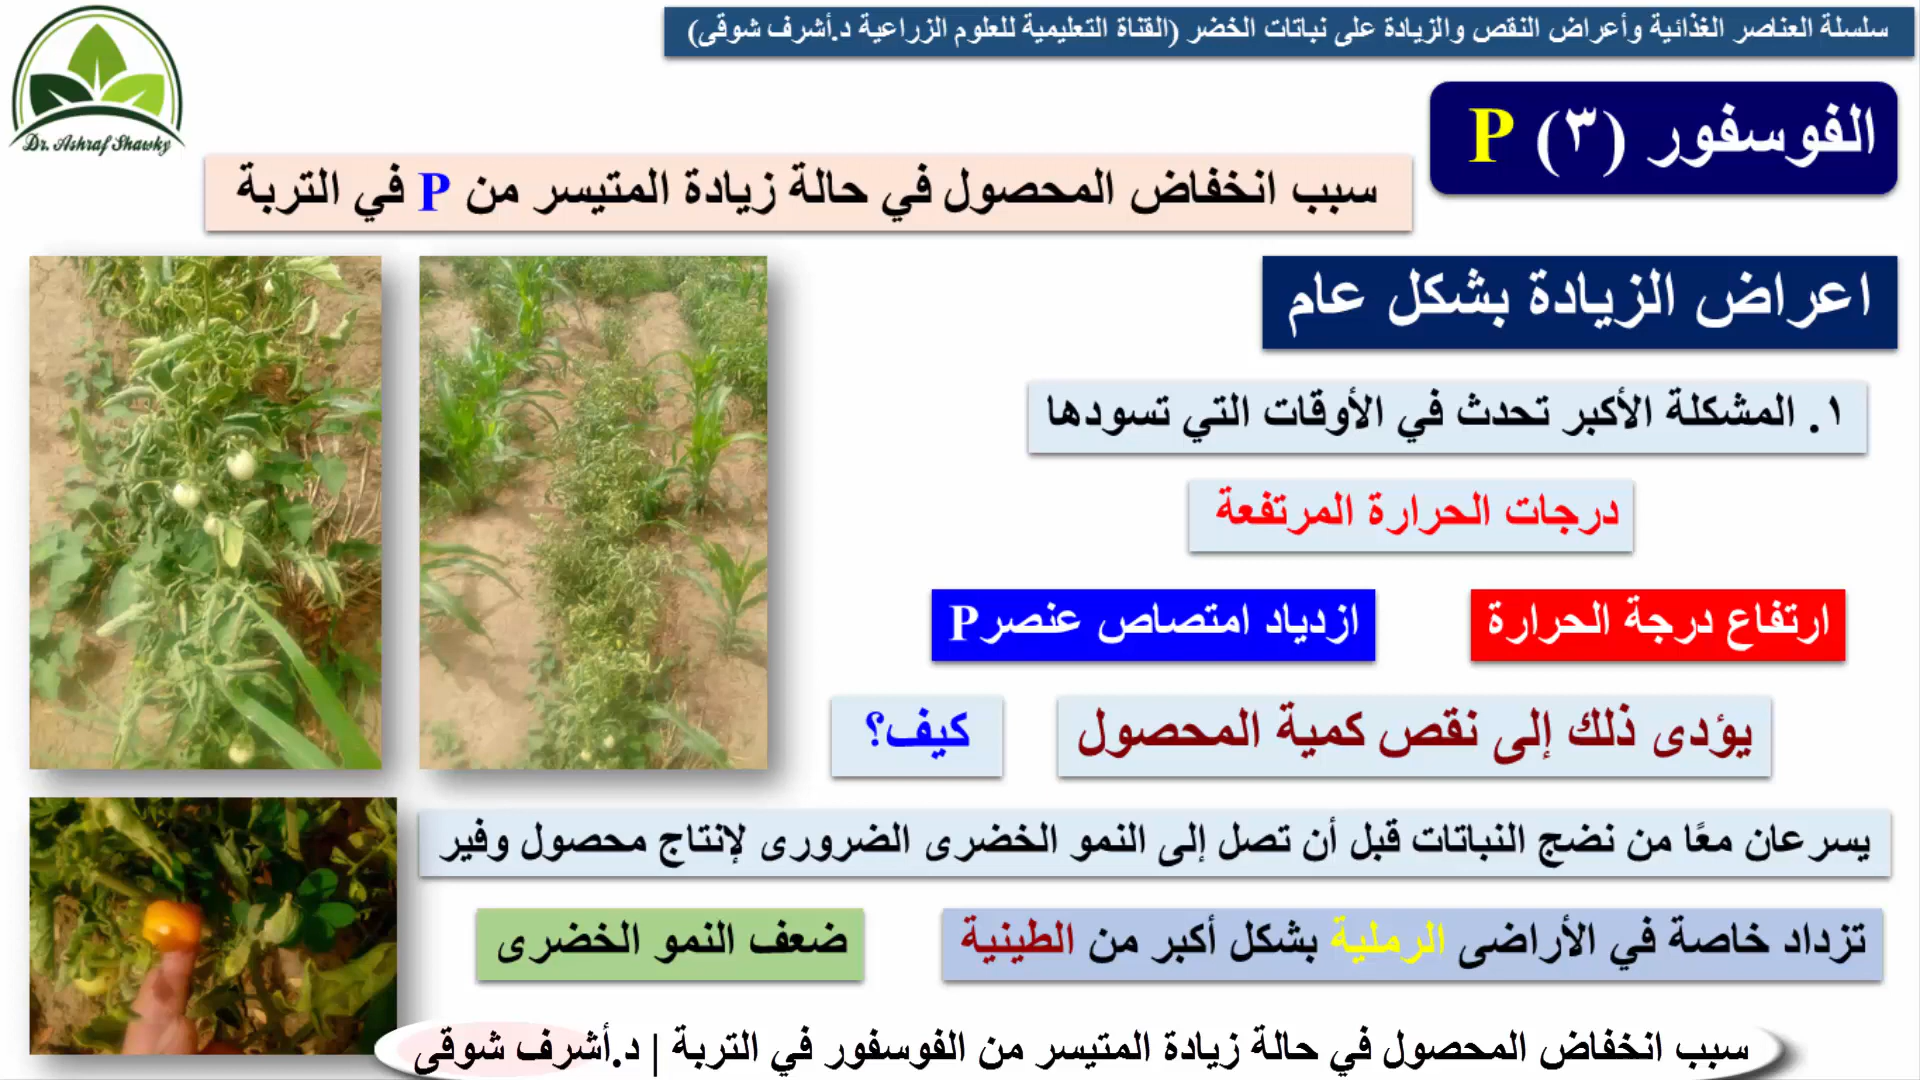 سلسلة العناصر الغذائية وأعراض النقص والزيادة على نباتات الخضر (القناة التعليمية للعلوم الزراعية د.أشرف شوقى)
Dr. Ashraf Shawky
الفوسفور (٣) P
سبب انخفاض المحصول في حالة زيادة المتيسر من P في التربة
اعراض الزيادة بشكل عام
١. المشكلة الأكبر تحدث في الأوقات التي تسودها
درجات الحرارة المرتفعة
ارتفاع درجة الحرارة
ازدياد امتصاص عنصرP
يؤدى ذلك إلى نقص كمية المحصول
كيف؟
يسرعان معًا من نضج النباتات قبل أن تصل إلى النمو الخضرى الضرورى لإنتاج محصول وفير
تزداد خاصة في الأراضى الرملية بشكل أكبر من الطينية
ضعف النمو الخضرى
سبب انخفاض المحصول في حالة زيادة المتيسر من الفوسفور في التربة | د.أشرف شوقى